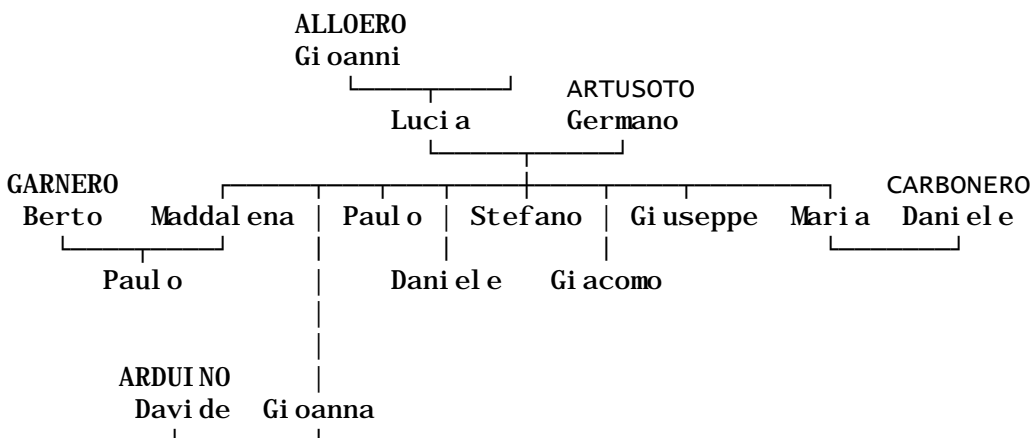 ALLOERO
Gioanni
ARTUSOTO
Lucia Germano
GARNERO CARBONERO
Berto Maddalena Paulo Stefano Giuseppe Maria Daniele
Paulo Daniele Giacomo
ARDUINO
Davide Gioanna